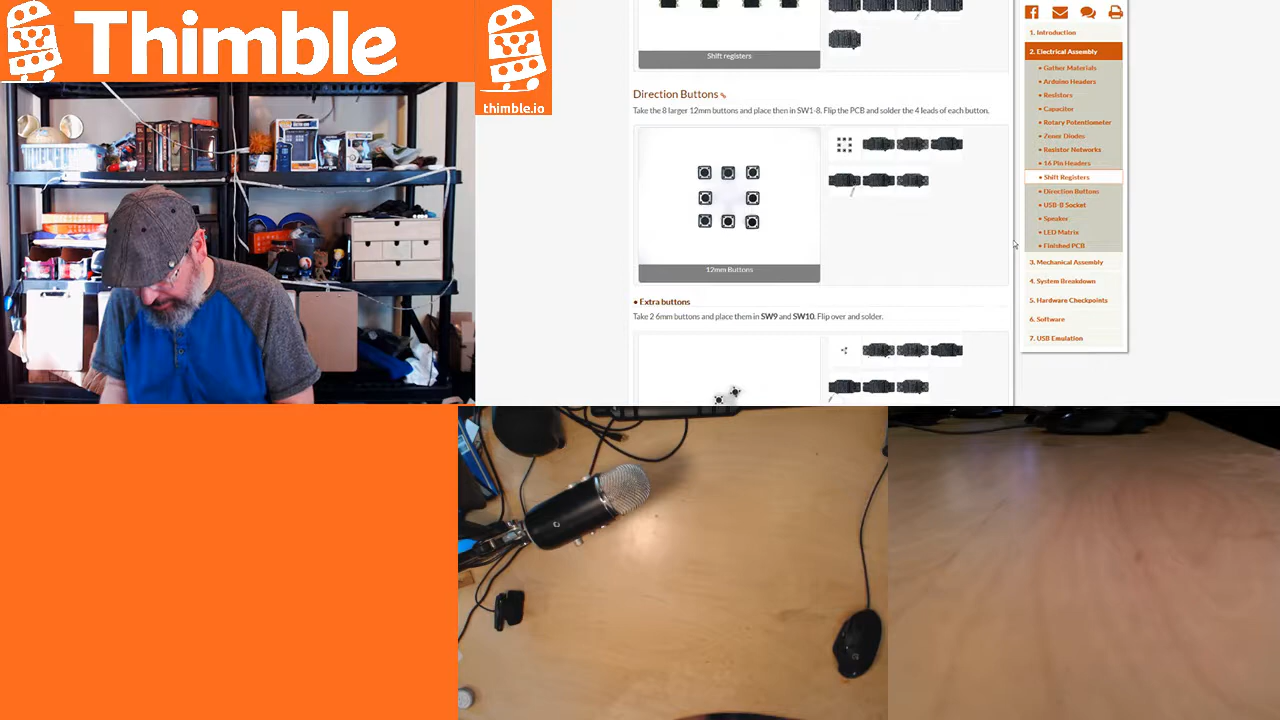 Thimble
thimble.io
Shift registers
Direction Buttons
Take the 8 larger 12mm buttons and place then in SW1-8. Flip the PCB and solder the 4 leads of each button.
12mm Buttons
• Extra buttons
Take 2 6mm buttons and place them in SW9 and SW10. Flip over and solder.
1. Introduction
2. Electrical Assembly
• Gather Materials
• Arduino Headers
• Resistors
• Capacitor
• Rotary Potentiometer
• Zener Diodes
• Resistor Networks
• 16 Pin Headers
• Shift Registers
• Direction Buttons
• USB-B Socket
• Speaker
• LED Matrix
• Finished PCB
3. Mechanical Assembly
4. System Breakdown
5. Hardware Checkpoints
6. Software
7. USB Emulation